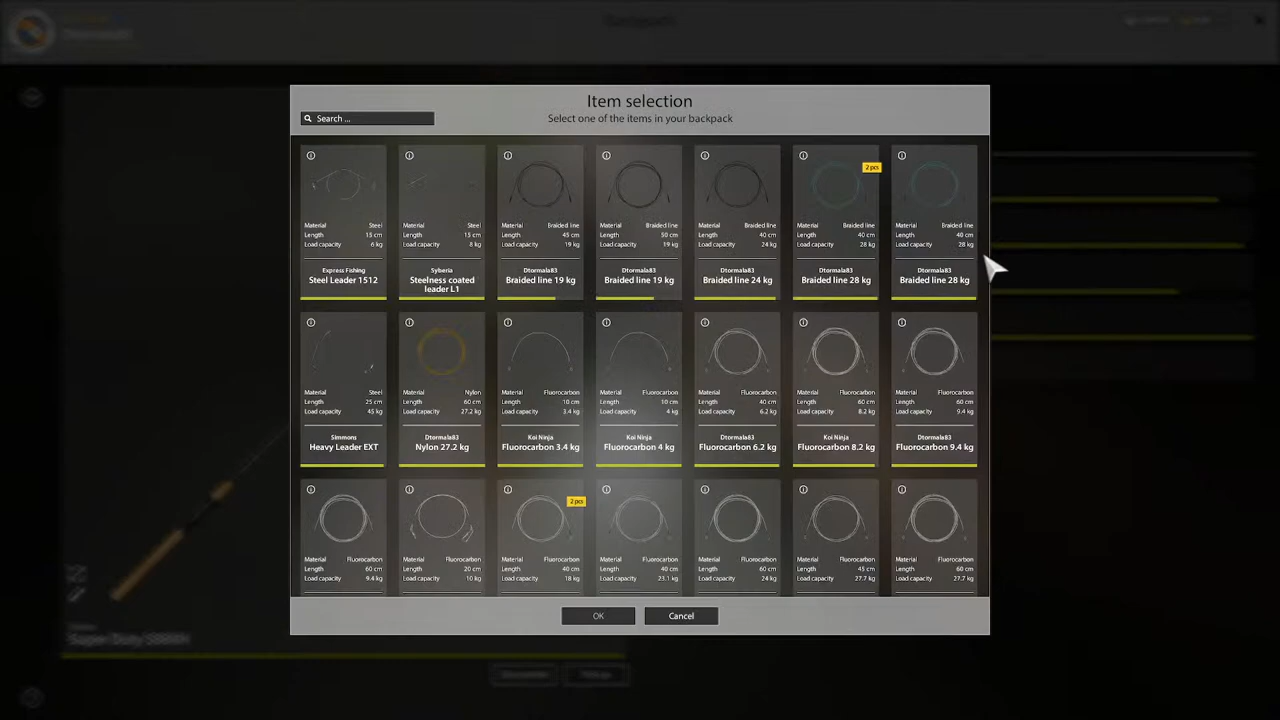 Item selection
Search ...
Select one of the items in your backpack
Material Steel
Length 15 cm
Load capacity 6 kg
Express Fishing
Steel Leader 1512
Material Steel
Length 15 cm
Load capacity 8 kg
Syberia
Steelness coated
leader L1
Material Braided line
Length 45 cm
Load capacity 19 kg
Dtormala83
Braided line 19 kg
Material Braided line
Length 50 cm
Load capacity 19 kg
Dtormala83
Braided line 19 kg
Material Braided line
Length 40 cm
Load capacity 24 kg
Dtormala83
Braided line 24 kg
2 pcs
Material Braided line
Length 40 cm
Load capacity 28 kg
Dtormala83
Braided line 28 kg
Material Braided line
Length 40 cm
Load capacity 28 kg
Dtormala83
Braided line 28 kg
Material Steel
Length 25 cm
Load capacity 45 kg
Simmons
Heavy Leader EXT
Material Nylon
Length 60 cm
Load capacity 27.2 kg
Dtormala83
Nylon 27.2 kg
Material Fluorocarbon
Length 10 cm
Load capacity 3.4 kg
Koi Ninja
Fluorocarbon 3.4 kg
Material Fluorocarbon
Length 10 cm
Load capacity 4 kg
Koi Ninja
Fluorocarbon 4 kg
Material Fluorocarbon
Length 40 cm
Load capacity 6.2 kg
Dtormala83
Fluorocarbon 6.2 kg
Material Fluorocarbon
Length 60 cm
Load capacity 8.2 kg
Koi Ninja
Fluorocarbon 8.2 kg
Material Fluorocarbon
Length 60 cm
Load capacity 9.4 kg
Dtormala83
Fluorocarbon 9.4 kg
Material Fluorocarbon
Length 60 cm
Load capacity 9.4 kg
Material Fluorocarbon
Length 20 cm
Load capacity 10 kg
2 pcs
Material Fluorocarbon
Length 40 cm
Load capacity 18 kg
Material Fluorocarbon
Length 40 cm
Load capacity 23.1 kg
Material Fluorocarbon
Length 60 cm
Load capacity 24 kg
Material Fluorocarbon
Length 45 cm
Load capacity 27.7 kg
Material Fluorocarbon
Length 60 cm
Load capacity 27.7 kg
OK
Cancel